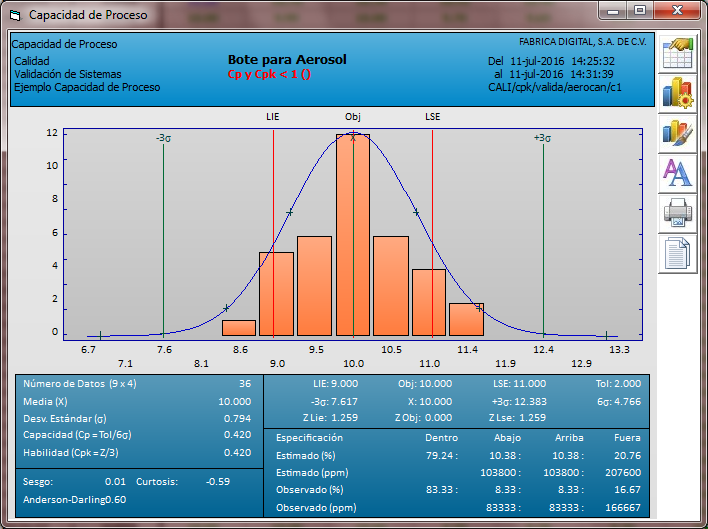 Capacidad de Proceso
Capacidad de Proceso
FABRICA DIGITAL, S.A. DE C.V.
Calidad
Bote para Aerosol
Del 11-jul-2016 14:25:32
Validación de Sistemas
Cp y Cpk < 1 ()
al 11-jul-2016 14:31:39
Ejemplo Capacidad de Proceso
CALI/cpk/valida/aerocan/c1
LIE Obj LSE
-3σ X +3σ
12
10
8
6
4
2
0
6.7 7.6 8.6 9.5 10.5 11.4 12.4 13.3
7.1 8.1 9.0 10.0 11.0 11.9 12.9
Número de Datos (9 x 4) 36
Media (X) 10.000
Desv. Estándar (σ) 0.794
Capacidad (Cp =Tol/6σ) 0.420
Habilidad (Cpk = Z/3) 0.420
Sesgo: 0.01 Curtosis: -0.59
Anderson-Darling0.60
LIE: 9.000 Obj: 10.000 LSE: 11.000 Tol: 2.000
-3σ: 7.617 X: 10.000 +3σ: 12.383 6σ: 4.766
Z Lie: 1.259 Z Obj: 0.000 Z Lse: 1.259
Especificación Dentro Abajo Arriba Fuera
Estimado (%) 79.24 : 10.38 : 10.38 : 20.76
Estimado (ppm) 103800 : 103800 : 207600
Observado (%) 83.33 : 8.33 : 8.33 : 16.67
Observado (ppm) 83333 : 83333 : 166667
A A